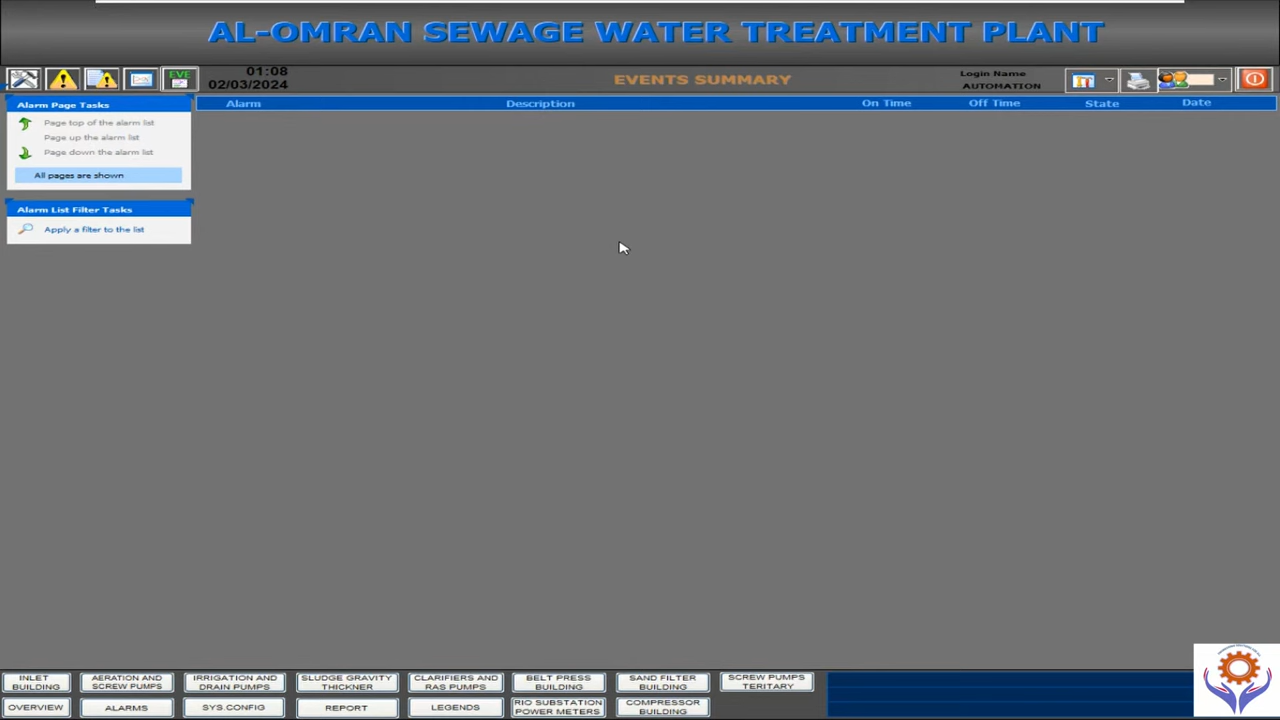 AL-OMRAN SEWAGE WATER TREATMENT PLANT
EVE
01:08
02/03/2024
EVENTS SUMMARY
Login Name
AUTOMATION
Alarm Page Tasks
Page top of the alarm list
Page up the alarm list
Page down the alarm list
All pages are shown
Alarm List Filter Tasks
Apply a filter to the list
Alarm Description On Time Off Time State Date
INLET
BUILDING
AERATION AND
SCREW PUMPS
IRRIGATION AND
DRAIN PUMPS
SLUDGE GRAVITY
THICKNER
CLARIFIERS AND
RAS PUMPS
BELT PRESS
BUILDING
SAND FILTER
BUILDING
SCREW PUMPS
TERITARY
OVERVIEW
ALARMS
SYS.CONFIG
REPORT
LEGENDS
RIO SUBSTATION
POWER METERS
COMPRESSOR
BUILDING